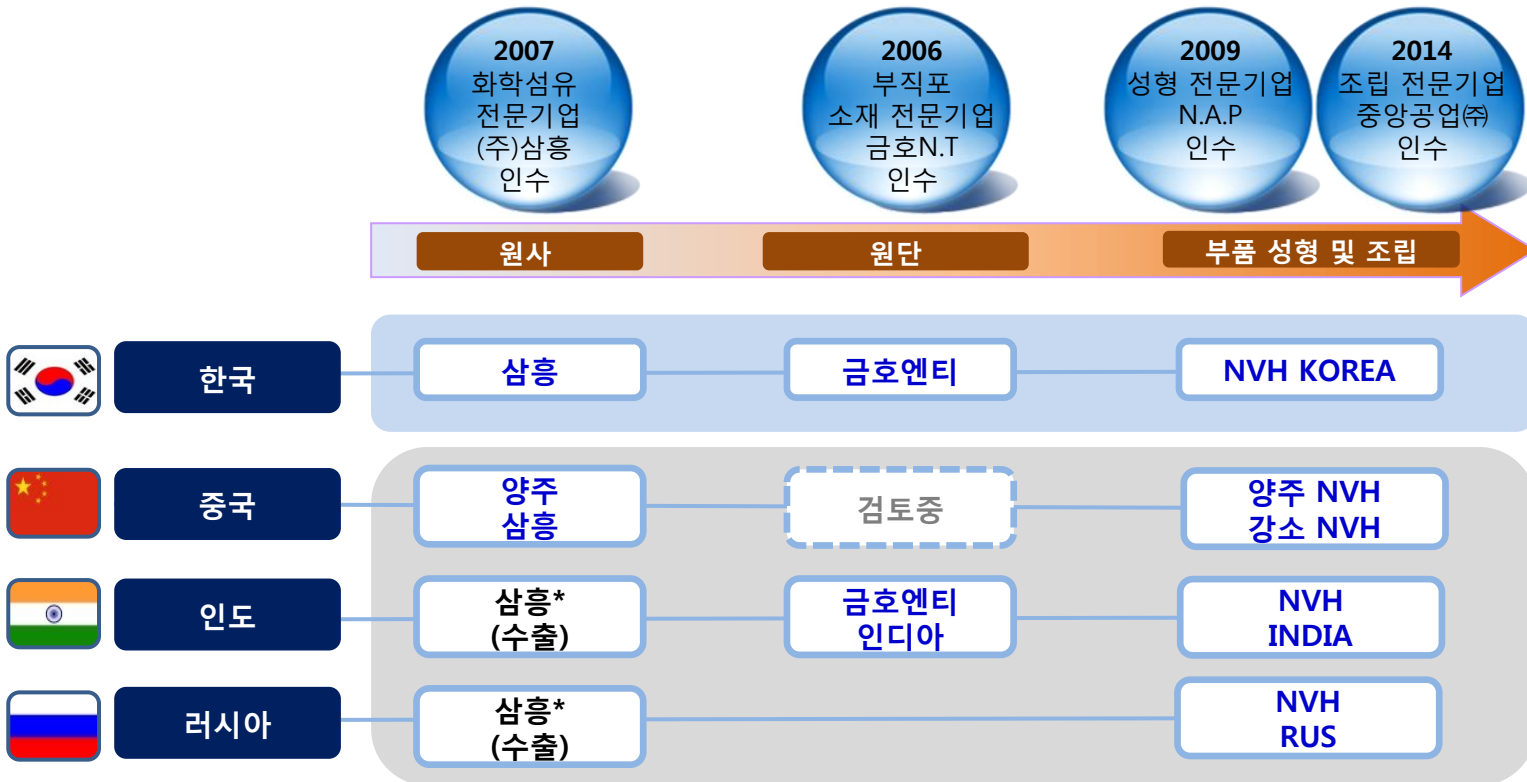 2007
화학섬유
전문기업
(주)삼흥
인수
2006
부직포
소재 전문기업
금호N.T
인수
2009
성형 전문기업
N.A.P
인수
2014
조립 전문기업
중앙공업㈜
인수
원사
원단
부품 성형 및 조립
한국
삼흥
금호엔티
NVH KOREA
중국
양주
삼흥
검토중
양주 NVH
강소 NVH
인도
삼흥*
(수출)
금호엔티
인디아
NVH
INDIA
러시아
삼흥*
(수출)
NVH
RUS